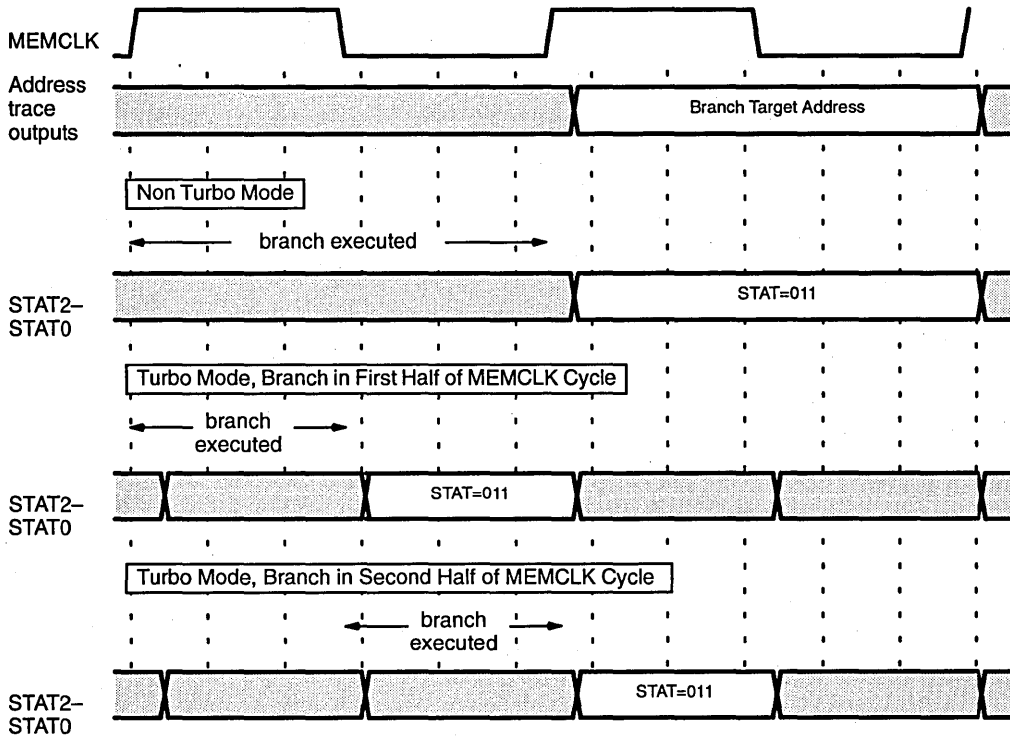 MEMCLK
Address
trace
outputs
Branch Target Address
Non Turbo Mode
branch executed
STAT2–
STAT0
STAT=011
Turbo Mode, Branch in First Half of MEMCLK Cycle
branch
executed
STAT2–
STAT0
STAT=011
Turbo Mode, Branch in Second Half of MEMCLK Cycle
branch
executed
STAT2–
STAT0
STAT=011